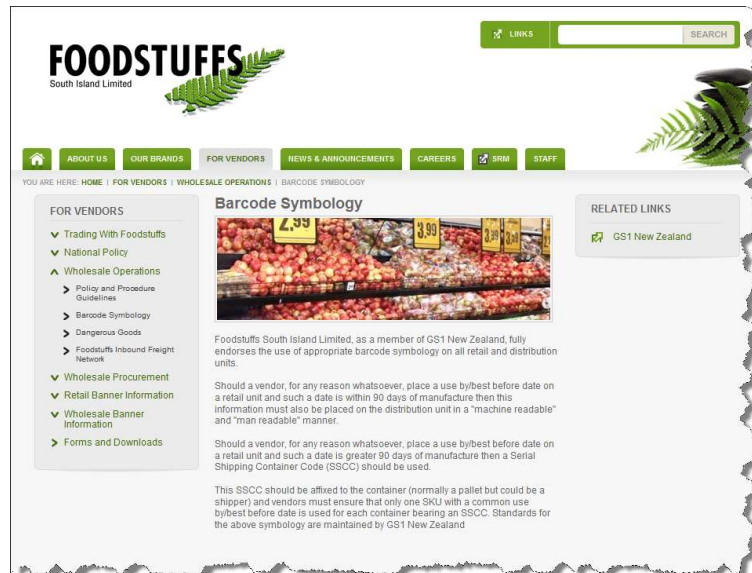 LINKS
SEARCH
FOODSTUFFS
South Island Limited
ABOUT US
OUR BRANDS
FOR VENDORS
NEWS & ANNOUNCEMENTS
CAREERS
SRM
STAFF
YOU ARE HERE: HOME | FOR VENDORS | WHOLESALE OPERATIONS | BARCODE SYMBOLOGY
FOR VENDORS
Trading With Foodstuffs
National Policy
Wholesale Operations
Policy and Procedure
Guidelines
Barcode Symbology
Dangerous Goods
Foodstuffs Inbound Freight
Network
Wholesale Procurement
Retail Banner Information
Wholesale Banner
Information
Forms and Downloads
Barcode Symbology
2.99
3.99
3.99
Foodstuffs South Island Limited, as a member of GS1 New Zealand, fully
endorses the use of appropriate barcode symbology on all retail and distribution
units.
Should a vendor, for any reason whatsoever, place a use by/best before date on
a retail unit and such a date is within 90 days of manufacture then this
information must also be placed on the distribution unit in a "machine readable"
and "man readable" manner.
Should a vendor, for any reason whatsoever, place a use by/best before date on
a retail unit and such a date is greater 90 days of manufacture then a Serial
Shipping Container Code (SSCC) should be used.
This SSCC should be affixed to the container (normally a pallet but could be a
shipper) and vendors must ensure that only one SKU with a common use
by/best before date is used for each container bearing an SSCC. Standards for
the above symbology are maintained by GS1 New Zealand
RELATED LINKS
GS1 New Zealand